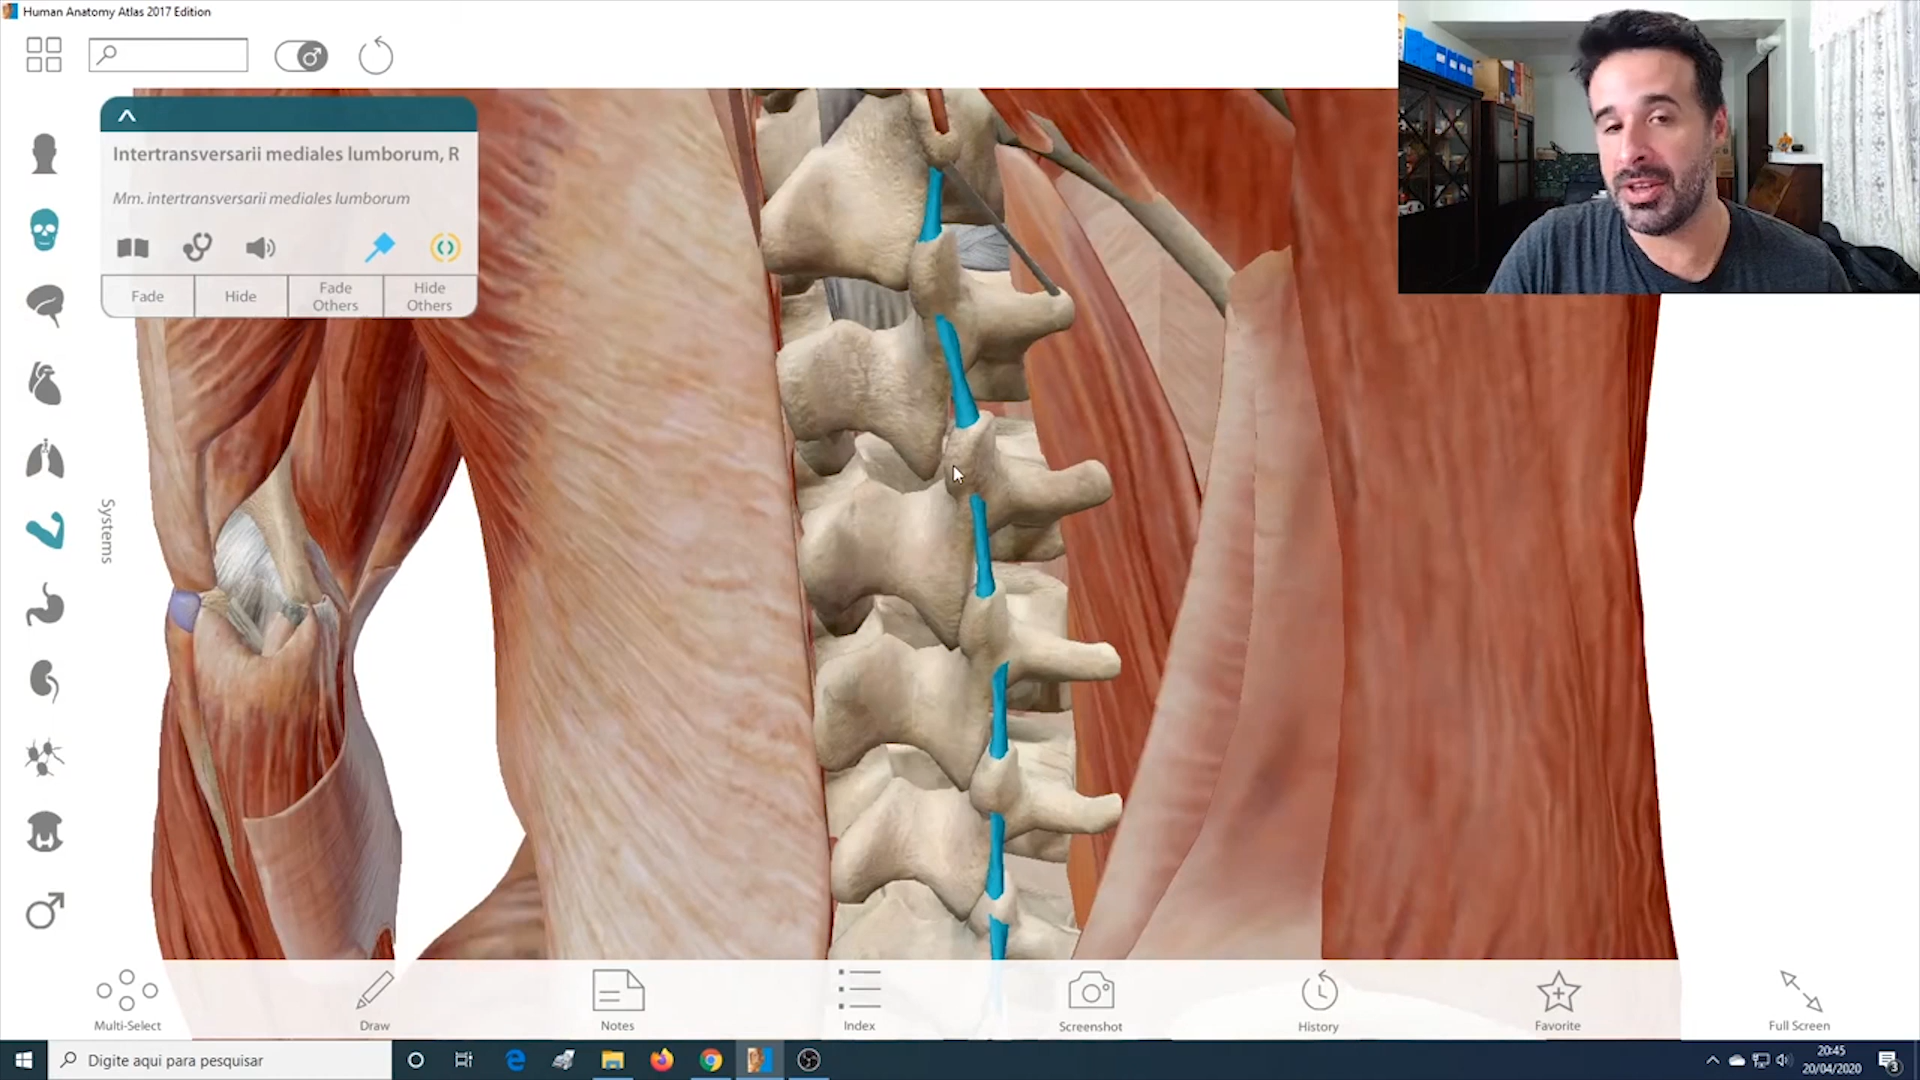 Human Anatomy Atlas 2017 Edition
Intertransversarii mediales lumborum, R
Mm. intertransversarii mediales lumborum
Fade
Hide
Fade Others
Hide Others
Systems
Multi-Select
Draw
Notes
Index
Screenshot
History
Favorite
Full Screen
Digite aqui para pesquisar
20:45
20/04/2020
3